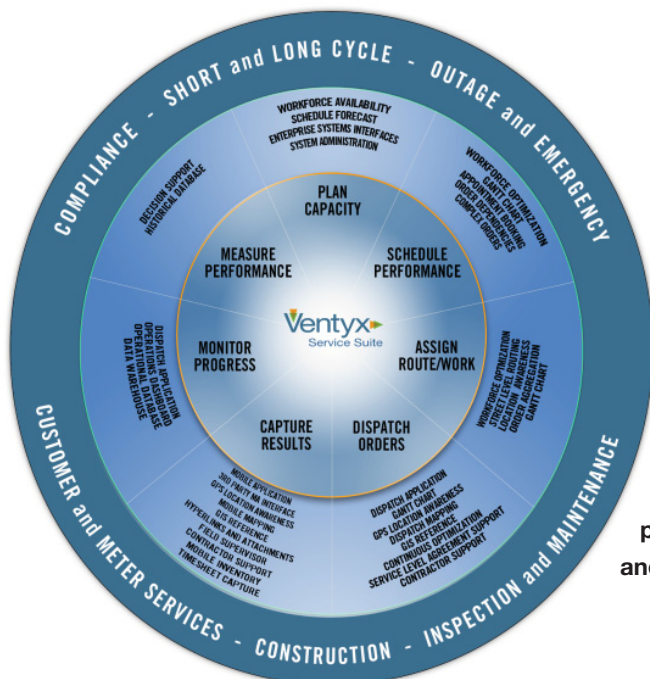 COMPLIANCE - SHORT and LONG CYCLE - OUTAGE and EMERGENCY
WORKFORCE AVAILABILITY
SCHEDULE FORECAST
ENTERPRISE SYSTEMS INTERFACES
SYSTEM ADMINISTRATION
DECISION SUPPORT
HISTORICAL DATABASE
WORKFORCE OPTIMIZATION
GANTT CHART
APPOINTMENT BOOKING
ORDER DEPENDENCIES
COMPLEX ORDERS
PLAN
CAPACITY
MEASURE
PERFORMANCE
SCHEDULE
PERFORMANCE
Ventyx
Service Suite
MONITOR
PROGRESS
ASSIGN
ROUTE/WORK
CAPTURE
RESULTS
DISPATCH
ORDERS
DISPATCH APPLICATION
OPERATIONS DASHBOARD
OPERATIONAL DATABASE
DATA WAREHOUSE
WORKFORCE OPTIMIZATION
STREET LEVEL ROUTING
LOCATION AWARENESS
ORDER AGGREGATION
GANTT CHART
MOBILE APPLICATION
3RD PARTY MA INTERFACE
GPS LOCATION AWARENESS
MOBILE MAPPING
GIS REFERENCE
HYPERLINKS AND ATTACHMENTS
FIELD SUPERVISOR
CONTRACTOR SUPPORT
MOBILE INVENTORY
TIMESHEET CAPTURE
DISPATCH APPLICATION
GANTT CHART
GPS LOCATION AWARENESS
DISPATCH MAPPING
GIS REFERENCE
CONTINUOUS OPTIMIZATION
SERVICE LEVEL AGREEMENT SUPPORT
CONTRACTOR SUPPORT
CUSTOMER and METER SERVICES - CONSTRUCTION - INSPECTION and MAINTENANCE
p
and